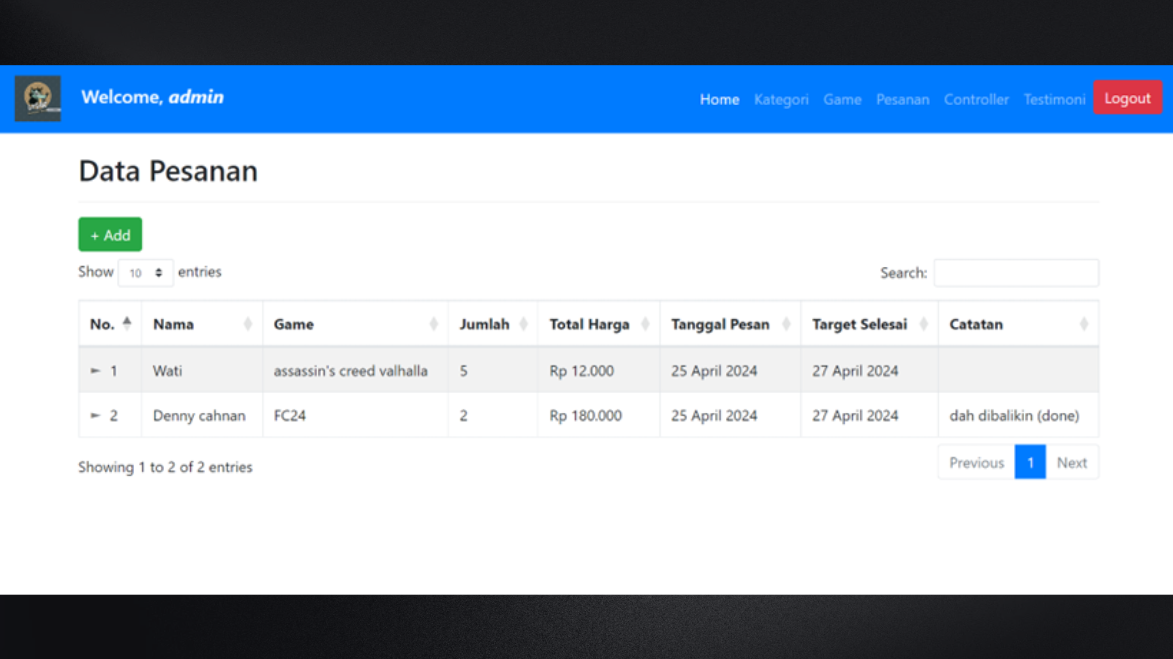 Welcome, admin
Home Kategori Game Pesanan Controller Testimoni Logout
Data Pesanan
+ Add
Show 10 entries
Search:
No. Nama Game Jumlah Total Harga Tanggal Pesan Target Selesai Catatan
1 Wati assassin's creed valhalla 5 Rp 12.000 25 April 2024 27 April 2024
2 Denny cahnan FC24 2 Rp 180.000 25 April 2024 27 April 2024 dah dibalikin (done)
Showing 1 to 2 of 2 entries
Previous 1 Next